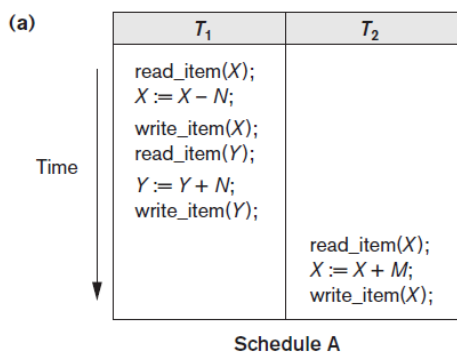 (a)
T₁ T₂
read_item(X);
X := X – N;
write_item(X);
read_item(Y);
Time
Y := Y + N;
write_item(Y);
read_item(X);
X := X + M;
write_item(X);
Schedule A